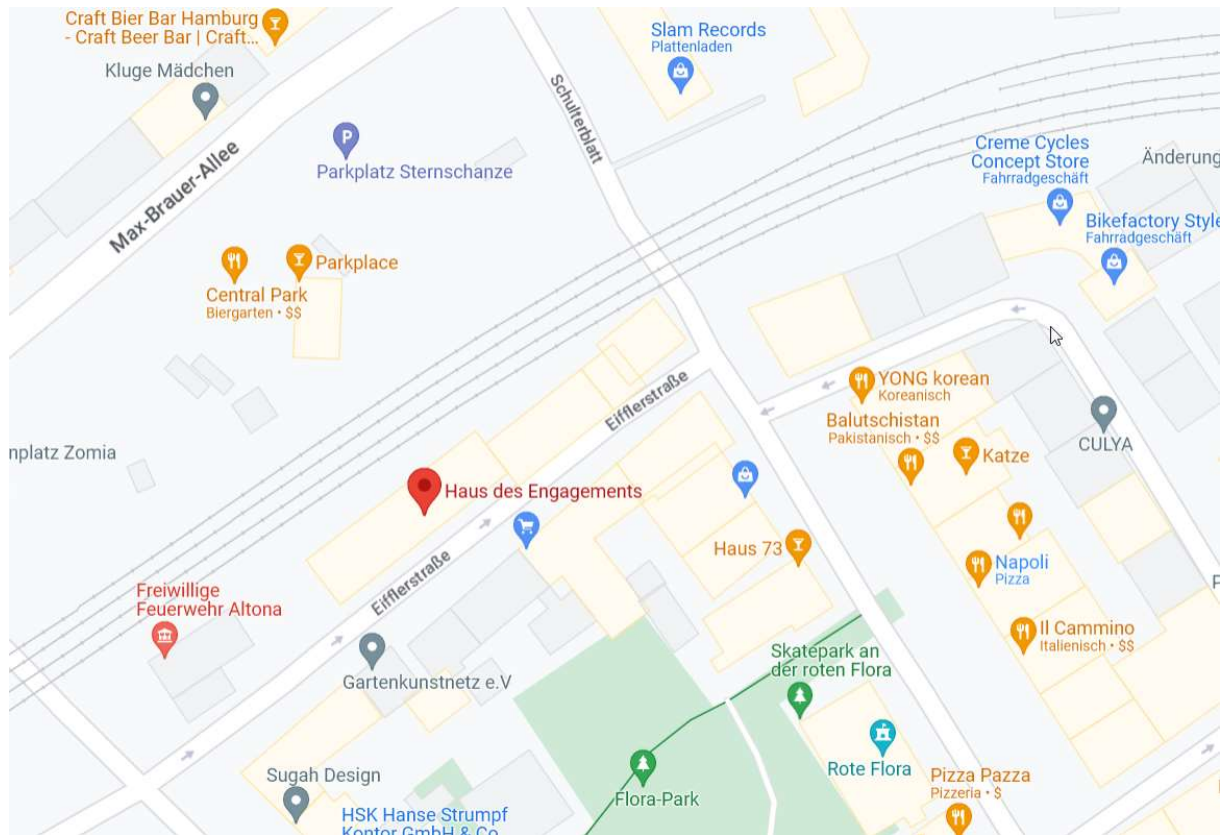 Craft Bier Bar Hamburg
- Craft Beer Bar | Craft...
Kluge Mädchen
Slam Records
Plattenladen
Schulterblatt
Max-Brauer-Allee
P
Parkplatz Sternschanze
Creme Cycles
Concept Store
Fahrradgeschäft
Änderung
Bikefactory Style
Fahrradgeschäft
Parkplace
Central Park
Biergarten • $$
Eifflerstraße
YONG korean
Koreanisch
Balutschistan
Pakistanisch • $$
Katze
CULYA
nplatz Zomia
Haus des Engagements
Haus 73
Napoli
Pizza
Eifflerstraße
Freiwillige
Feuerwehr Altona
P
Il Cammino
Italienisch • $$
Gartenkunstnetz e.V
Skatepark an
der roten Flora
Rote Flora
Sugah Design
Flora-Park
Pizza Pazza
Pizzeria • $
HSK Hanse Strumpf
Kontor GmbH & Co